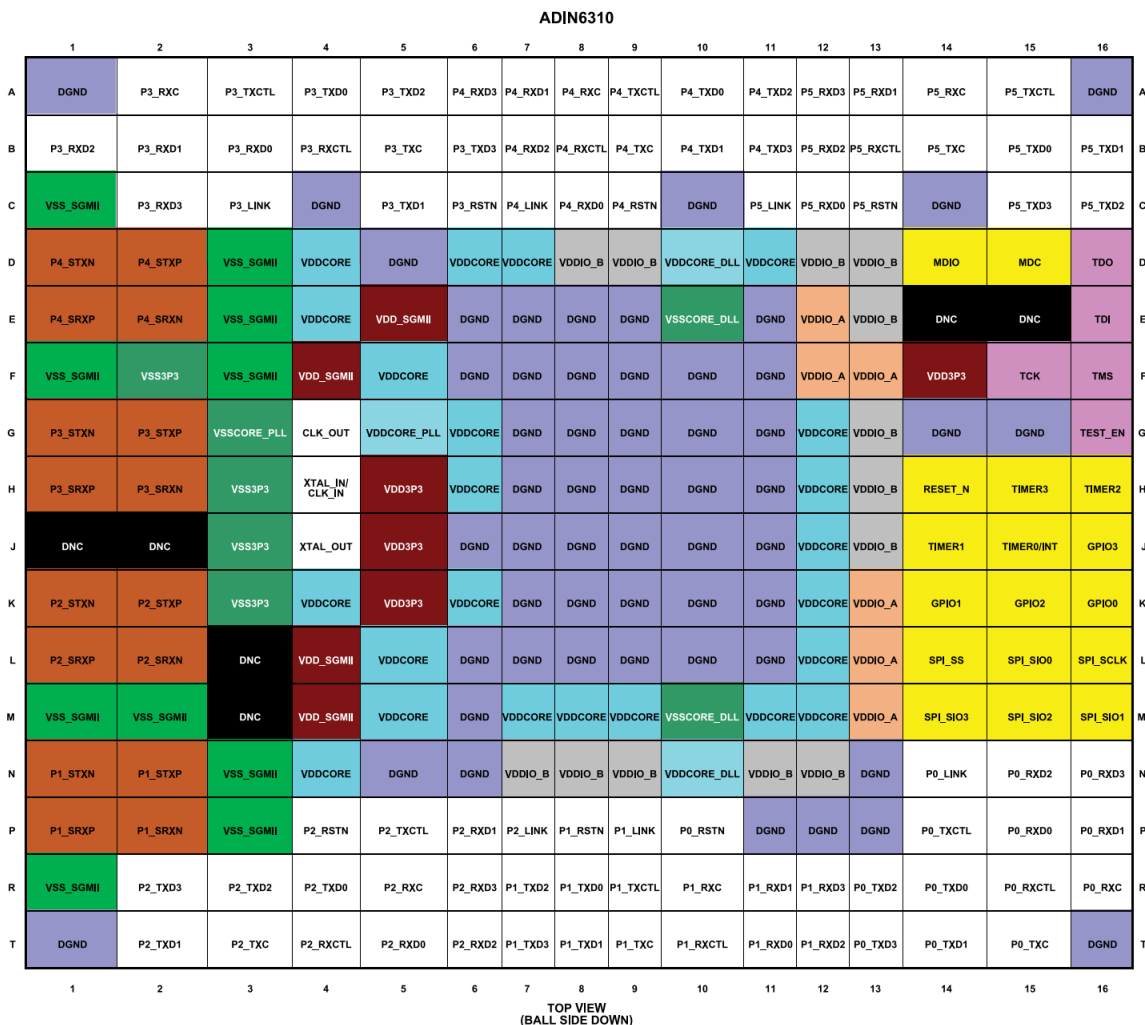 ADIN6310
1 2 3 4 5 6 7 8 9 10 11 12 13 14 15 16
A DGND P3_RXC P3_TXCTL P3_TXD0 P3_TXD2 P4_RXD3 P4_RXD1 P4_RXC P4_TXCTL P4_TXD0 P4_TXD2 P5_RXD3 P5_RXD1 P5_RXC P5_TXCTL DGND A
B P3_RXD2 P3_RXD1 P3_RXD0 P3_RXCTL P3_TXC P3_TXD3 P4_RXD2 P4_RXCTL P4_TXC P4_TXD1 P4_TXD3 P5_RXD2 P5_RXCTL P5_TXC P5_TXD0 P5_TXD1 B
C VSS_SGMII P3_RXD3 P3_LINK DGND P3_TXD1 P3_RSTN P4_LINK P4_RXD0 P4_RSTN DGND P5_LINK P5_RXD0 P5_RSTN DGND P5_TXD3 P5_TXD2 C
D P4_STXN P4_STXP VSS_SGMII VDDCORE DGND VDDCORE VDDCORE VDDIO_B VDDIO_B VDDCORE_DLL VDDCORE VDDIO_B VDDIO_B MDIO MDC TDO D
E P4_SRXP P4_SRXN VSS_SGMII VDDCORE VDD_SGMII DGND DGND DGND DGND VSSCORE_DLL DGND VDDIO_A VDDIO_B DNC DNC TDI E
F VSS_SGMII VSS3P3 VSS_SGMII VDD_SGMII VDDCORE DGND DGND DGND DGND DGND DGND VDDIO_A VDDIO_A VDD3P3 TCK TMS F
G P3_STXN P3_STXP VSSCORE_PLL CLK_OUT VDDCORE_PLL VDDCORE DGND DGND DGND DGND DGND VDDCORE VDDIO_B DGND DGND TEST_EN G
H P3_SRXP P3_SRXN VSS3P3 XTAL_IN/ CLK_IN VDD3P3 VDDCORE DGND DGND DGND DGND DGND VDDCORE VDDIO_B RESET_N TIMER3 TIMER2 H
J DNC DNC VSS3P3 XTAL_OUT VDD3P3 DGND DGND DGND DGND DGND DGND VDDCORE VDDIO_B TIMER1 TIMER0/INT GPIO3 J
K P2_STXN P2_STXP VSS3P3 VDDCORE VDD3P3 VDDCORE DGND DGND DGND DGND DGND VDDCORE VDDIO_A GPIO1 GPIO2 GPIO0 K
L P2_SRXP P2_SRXN DNC VDD_SGMII VDDCORE DGND DGND DGND DGND DGND DGND VDDCORE VDDIO_A SPI_SS SPI_SIO0 SPI_SCLK L
M VSS_SGMII VSS_SGMII DNC VDD_SGMII VDDCORE DGND VDDCORE VDDCORE VDDCORE VSSCORE_DLL VDDCORE VDDCORE VDDIO_A SPI_SIO3 SPI_SIO2 SPI_SIO1 M
N P1_STXN P1_STXP VSS_SGMII VDDCORE DGND DGND VDDIO_B VDDIO_B VDDIO_B VDDCORE_DLL VDDIO_B VDDIO_B DGND P0_LINK P0_RXD2 P0_RXD3 N
P P1_SRXP P1_SRXN VSS_SGMII P2_RSTN P2_TXCTL P2_RXD1 P2_LINK P1_RSTN P1_LINK P0_RSTN DGND DGND DGND P0_TXCTL P0_RXD0 P0_RXD1 P
R VSS_SGMII P2_TXD3 P2_TXD2 P2_TXD0 P2_RXC P2_RXD3 P1_TXD2 P1_TXD0 P1_TXCTL P1_RXC P1_RXD1 P1_RXD3 P0_TXD2 P0_TXD0 P0_RXCTL P0_RXC R
T DGND P2_TXD1 P2_TXC P2_RXCTL P2_RXD0 P2_RXD2 P1_TXD3 P1_TXD1 P1_TXC P1_RXCTL P1_RXD0 P1_RXD2 P0_TXD3 P0_TXD1 P0_TXC DGND T
1 2 3 4 5 6 7 8 9 10 11 12 13 14 15 16
TOP VIEW
(BALL SIDE DOWN)